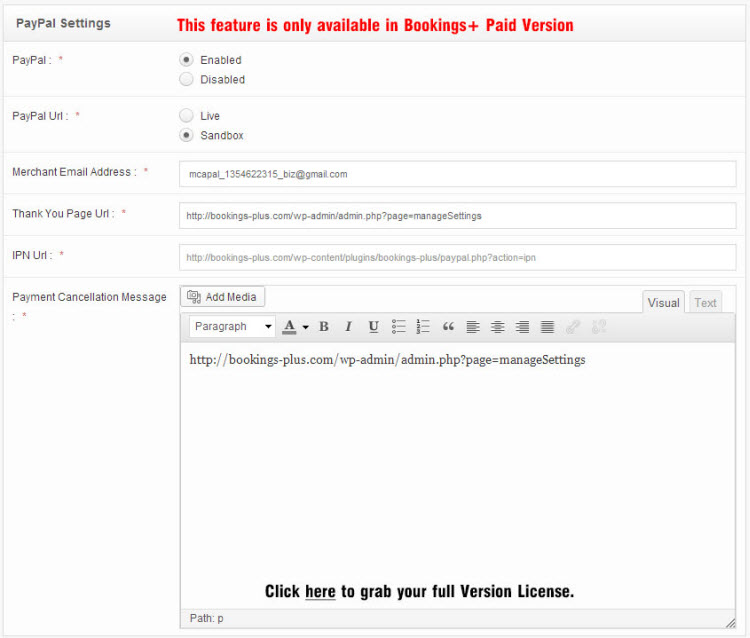 PayPal Settings This feature is only available in Bookings+ Paid Version
PayPal : * Enabled
Disabled
PayPal Url : * Live
Sandbox
Merchant Email Address : * mcapal_1354622315_biz@gmail.com
Thank You Page Url : * http://bookings-plus.com/wp-admin/admin.php?page=manageSettings
IPN Url : * http://bookings-plus.com/wp-content/plugins/bookings-plus/paypal.php?action=ipn
Payment Cancellation Message
: *
Add Media Visual Text
Paragraph A B I U
http://bookings-plus.com/wp-admin/admin.php?page=manageSettings
Click here to grab your full Version License.
Path: p